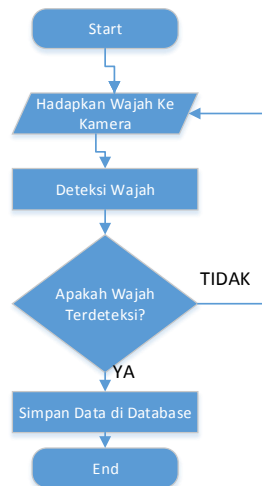 Start
Hadapkan Wajah Ke
Kamera
Deteksi Wajah
Apakah Wajah
Terdeteksi?
TIDAK
YA
Simpan Data di Database
End